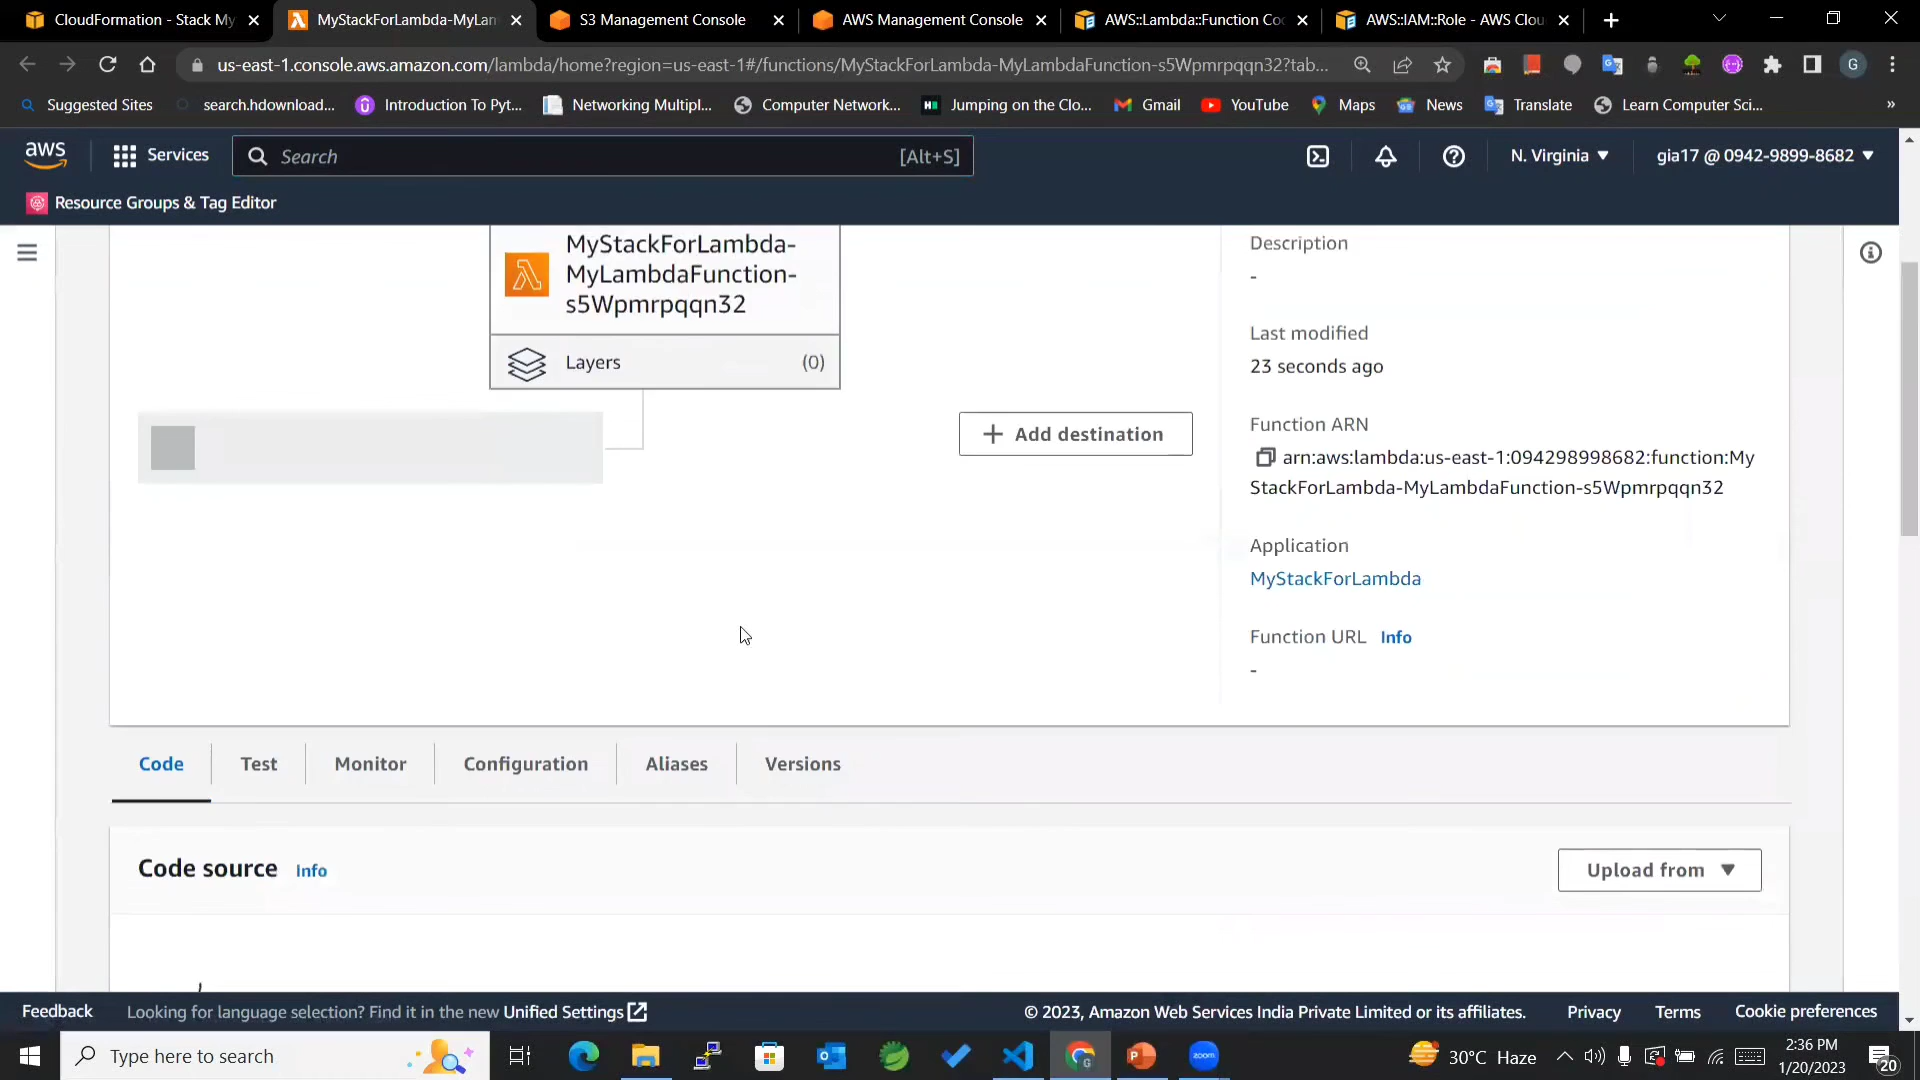 CloudFormation - Stack My
MyStackForLambda-MyLam
S3 Management Console
AWS Management Console
AWS::Lambda::Function Co
AWS::IAM::Role - AWS Clou
us-east-1.console.aws.amazon.com/lambda/home?region=us-east-1#/functions/MyStackForLambda-MyLambdaFunction-s5Wpmrpqqn32?tab...
G
Suggested Sites
search.hdownload...
Introduction To Pyt...
Networking Multipl...
Computer Network...
Jumping on the Clo...
Gmail
YouTube
Maps
News
Translate
Learn Computer Sci...
»
aws
Services
Search
[Alt+S]
N. Virginia
gia17 @ 0942-9899-8682
Resource Groups & Tag Editor
MyStackForLambda-
MyLambdaFunction-
s5Wpmrpqqn32
Layers
(0)
+ Add destination
Description
-
Last modified
23 seconds ago
Function ARN
arn:aws:lambda:us-east-1:094298998682:function:My
StackForLambda-MyLambdaFunction-s5Wpmrpqqn32
Application
MyStackForLambda
Function URL Info
-
Code
Test
Monitor
Configuration
Aliases
Versions
Code source Info
Upload from
Feedback
Looking for language selection? Find it in the new Unified Settings
© 2023, Amazon Web Services India Private Limited or its affiliates.
Privacy
Terms
Cookie preferences
Type here to search
zoom
30°C Haze
2:36 PM
1/20/2023
20